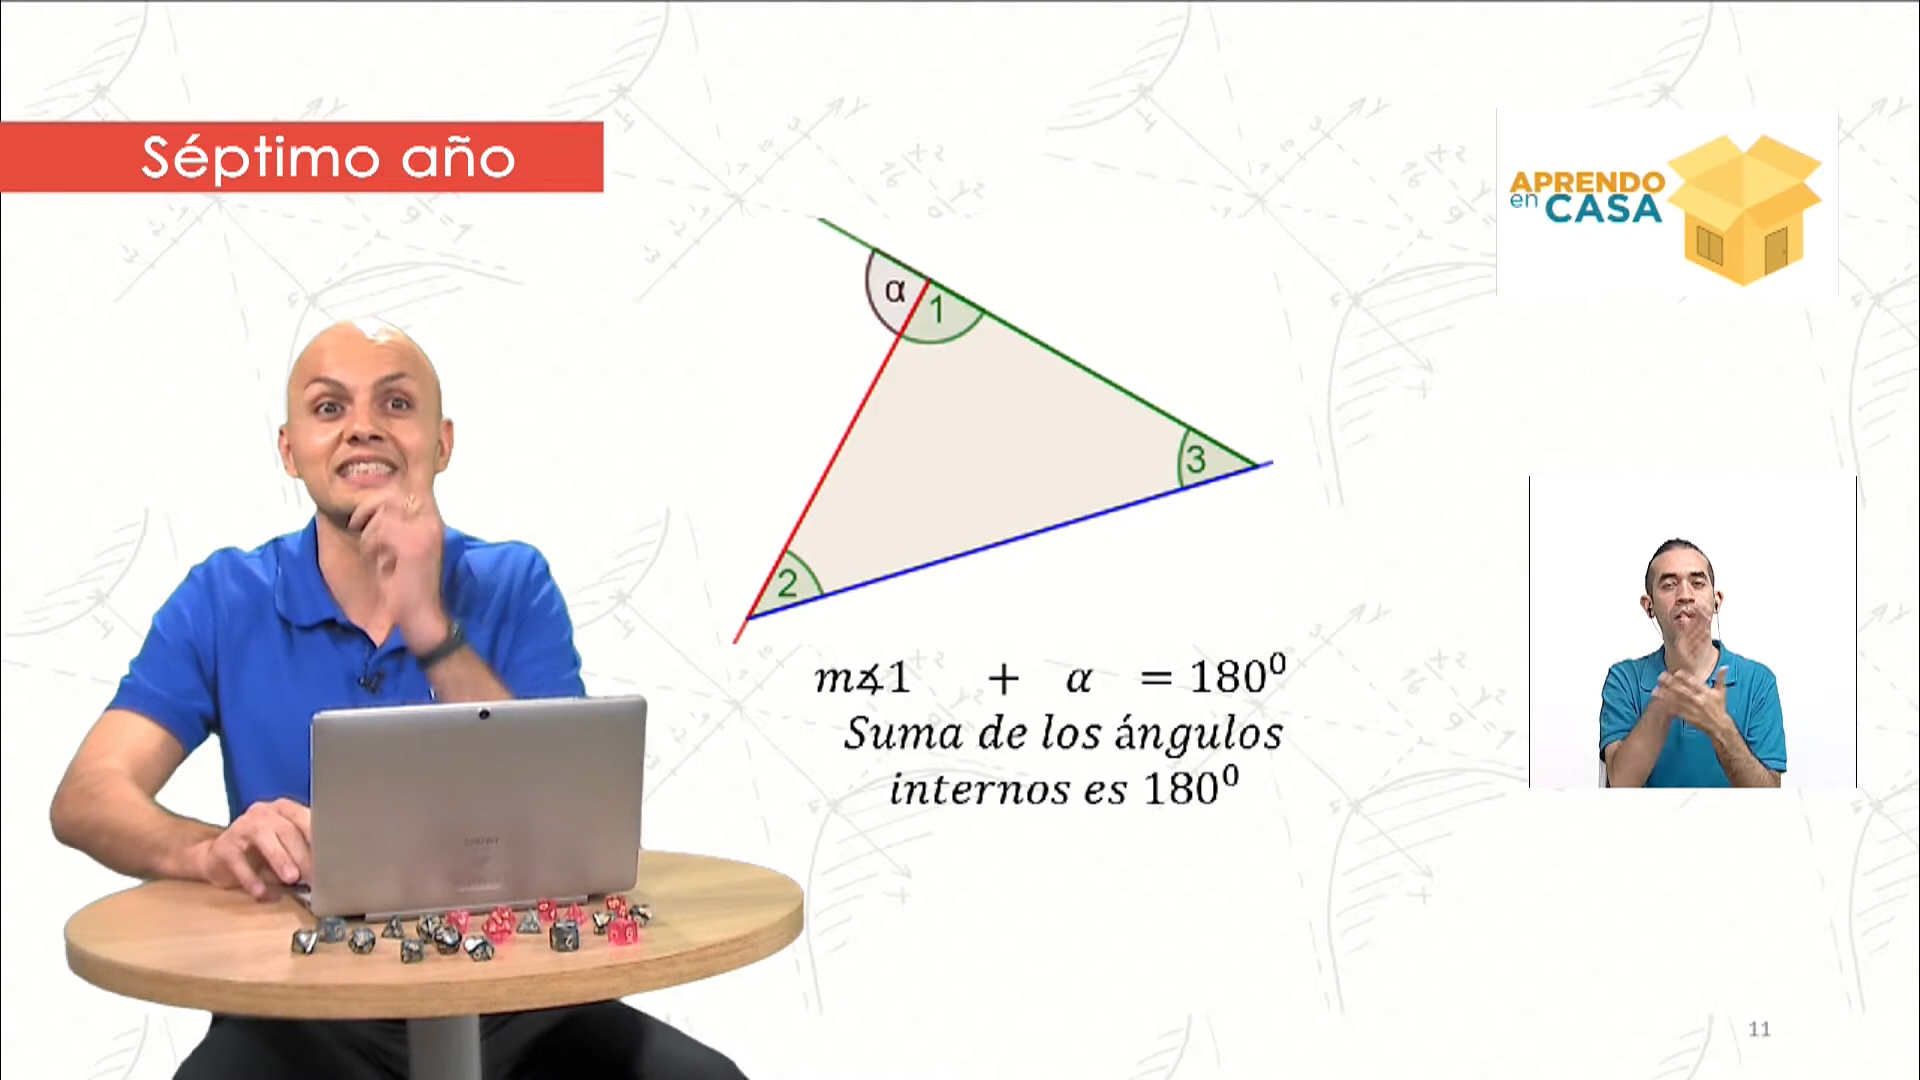 Séptimo año
APRENDO
en CASA
α
1
3
2
m∡1 + α = 180⁰
Suma de los ángulos
internos es 180⁰
11